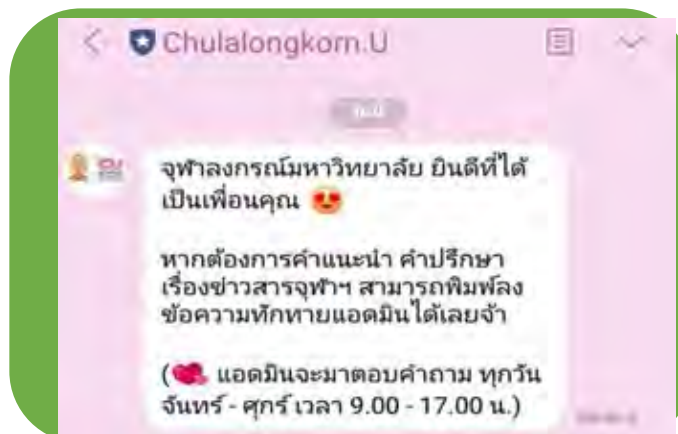 Chulalongkorn.U
จุฬาลงกรณ์มหาวิทยาลัย ยินดีที่ได้
เป็นเพื่อนคุณ 😍
หากต้องการคำแนะนำ คำปรึกษา
เรื่องข่าวสารจุฬาฯ สามารถพิมพ์ลง
ข้อความทักทายแอดมินได้เลยจ้า
(💕 แอดมินจะมาตอบคำถาม ทุกวัน
จันทร์ - ศุกร์ เวลา 9.00 - 17.00 น.)